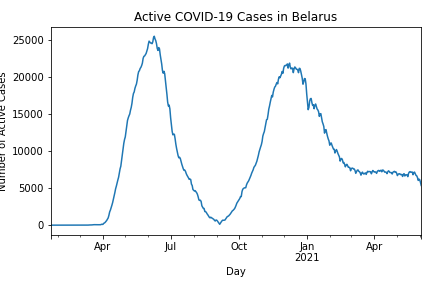 Active COVID-19 Cases in Belarus
Number of Active Cases
25000
20000
15000
10000
5000
0
Apr
Jul
Oct
Jan
2021
Apr
Day